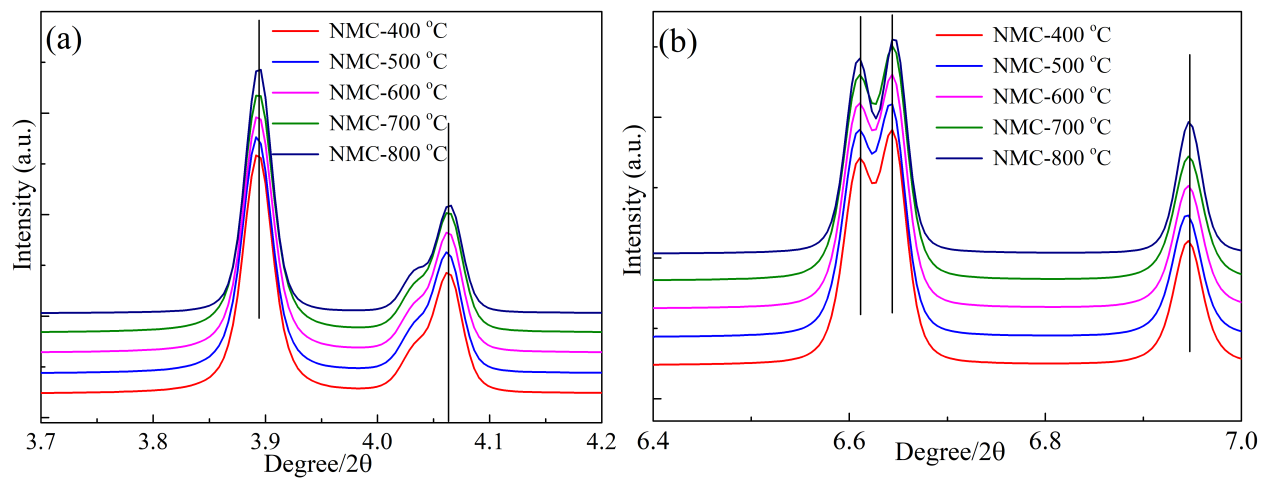 (a)
NMC-400 °C
NMC-500 °C
NMC-600 °C
NMC-700 °C
NMC-800 °C
Intensity (a.u.)
3.7 3.8 3.9 4.0 4.1 4.2
Degree/2θ
(b)
NMC-400 °C
NMC-500 °C
NMC-600 °C
NMC-700 °C
NMC-800 °C
Intensity (a.u.)
6.4 6.6 6.8 7.0
Degree/2θ